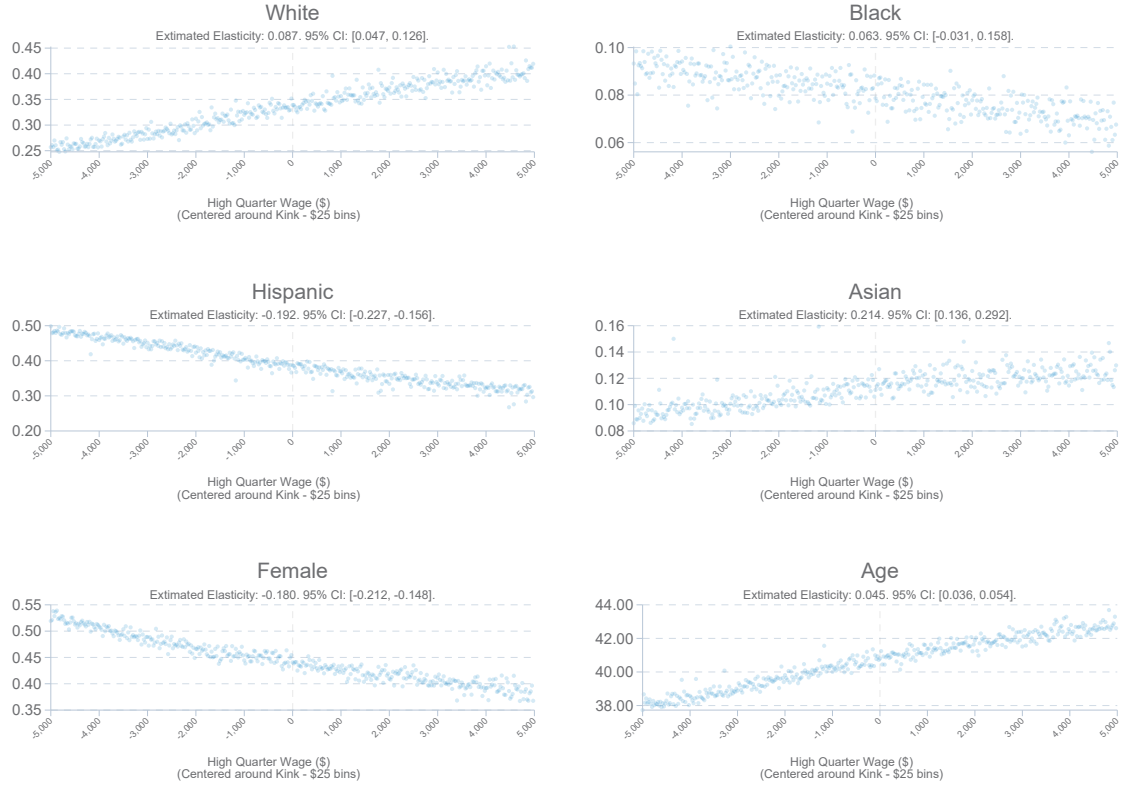 White
Extimated Elasticity: 0.087. 95% CI: [0.047, 0.126].
0.45
0.40
0.35
0.30
0.25
-5,000 -4,000 -3,000 -2,000 -1,000 0 1,000 2,000 3,000 4,000 5,000
High Quarter Wage ($)
(Centered around Kink - $25 bins)
Black
Extimated Elasticity: 0.063. 95% CI: [-0.031, 0.158].
0.10
0.08
0.06
-5,000 -4,000 -3,000 -2,000 -1,000 0 1,000 2,000 3,000 4,000 5,000
High Quarter Wage ($)
(Centered around Kink - $25 bins)
Hispanic
Extimated Elasticity: -0.192. 95% CI: [-0.227, -0.156].
0.50
0.40
0.30
0.20
-5,000 -4,000 -3,000 -2,000 -1,000 0 1,000 2,000 3,000 4,000 5,000
High Quarter Wage ($)
(Centered around Kink - $25 bins)
Asian
Extimated Elasticity: 0.214. 95% CI: [0.136, 0.292].
0.16
0.14
0.12
0.10
0.08
-5,000 -4,000 -3,000 -2,000 -1,000 0 1,000 2,000 3,000 4,000 5,000
High Quarter Wage ($)
(Centered around Kink - $25 bins)
Female
Extimated Elasticity: -0.180. 95% CI: [-0.212, -0.148].
0.55
0.50
0.45
0.40
0.35
-5,000 -4,000 -3,000 -2,000 -1,000 0 1,000 2,000 3,000 4,000 5,000
High Quarter Wage ($)
(Centered around Kink - $25 bins)
Age
Extimated Elasticity: 0.045. 95% CI: [0.036, 0.054].
44.00
42.00
40.00
38.00
-5,000 -4,000 -3,000 -2,000 -1,000 0 1,000 2,000 3,000 4,000 5,000
High Quarter Wage ($)
(Centered around Kink - $25 bins)